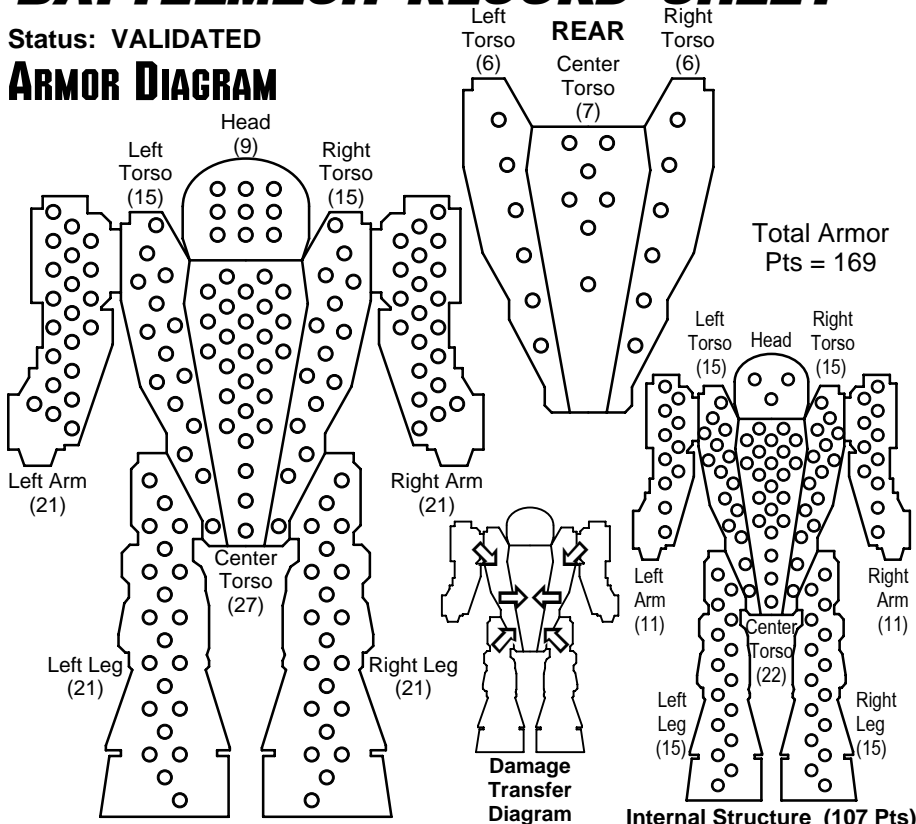 BATTLEMECH RECORD SHEET
Status: VALIDATED
ARMOR DIAGRAM
Head
(9)
Left
Torso
(15)
Right
Torso
(15)
Left Arm
(21)
Right Arm
(21)
Center
Torso
(27)
Left Leg
(21)
Right Leg
(21)
REAR
Left
Torso
(6)
Center
Torso
(7)
Right
Torso
(6)
Total Armor
Pts = 169
Damage
Transfer
Diagram
Left
Torso
(15)
Head
Right
Torso
(15)
Left
Arm
(11)
Right
Arm
(11)
Center
Torso
(22)
Left
Leg
(15)
Right
Leg
(15)
Internal Structure (107 Pts)